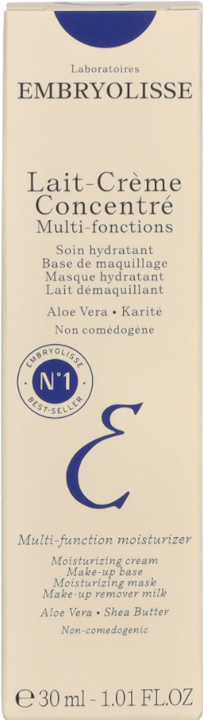 Laboratoires
EMBRYOLISSE
Lait-Crème
Concentré
Multi-fonctions
Soin hydratant
Base de maquillage
Masque hydratant
Lait démaquillant
Aloe Vera • Karité
Non comédogène
EMBRYOLISSE
N°1
BEST-SELLER
E
Multi-function moisturizer
Moisturizing cream
Make-up base
Moisturizing mask
Make-up remover milk
Aloe Vera • Shea Butter
Non-comedogenic
℮ 30 ml - 1.01 FL.OZ